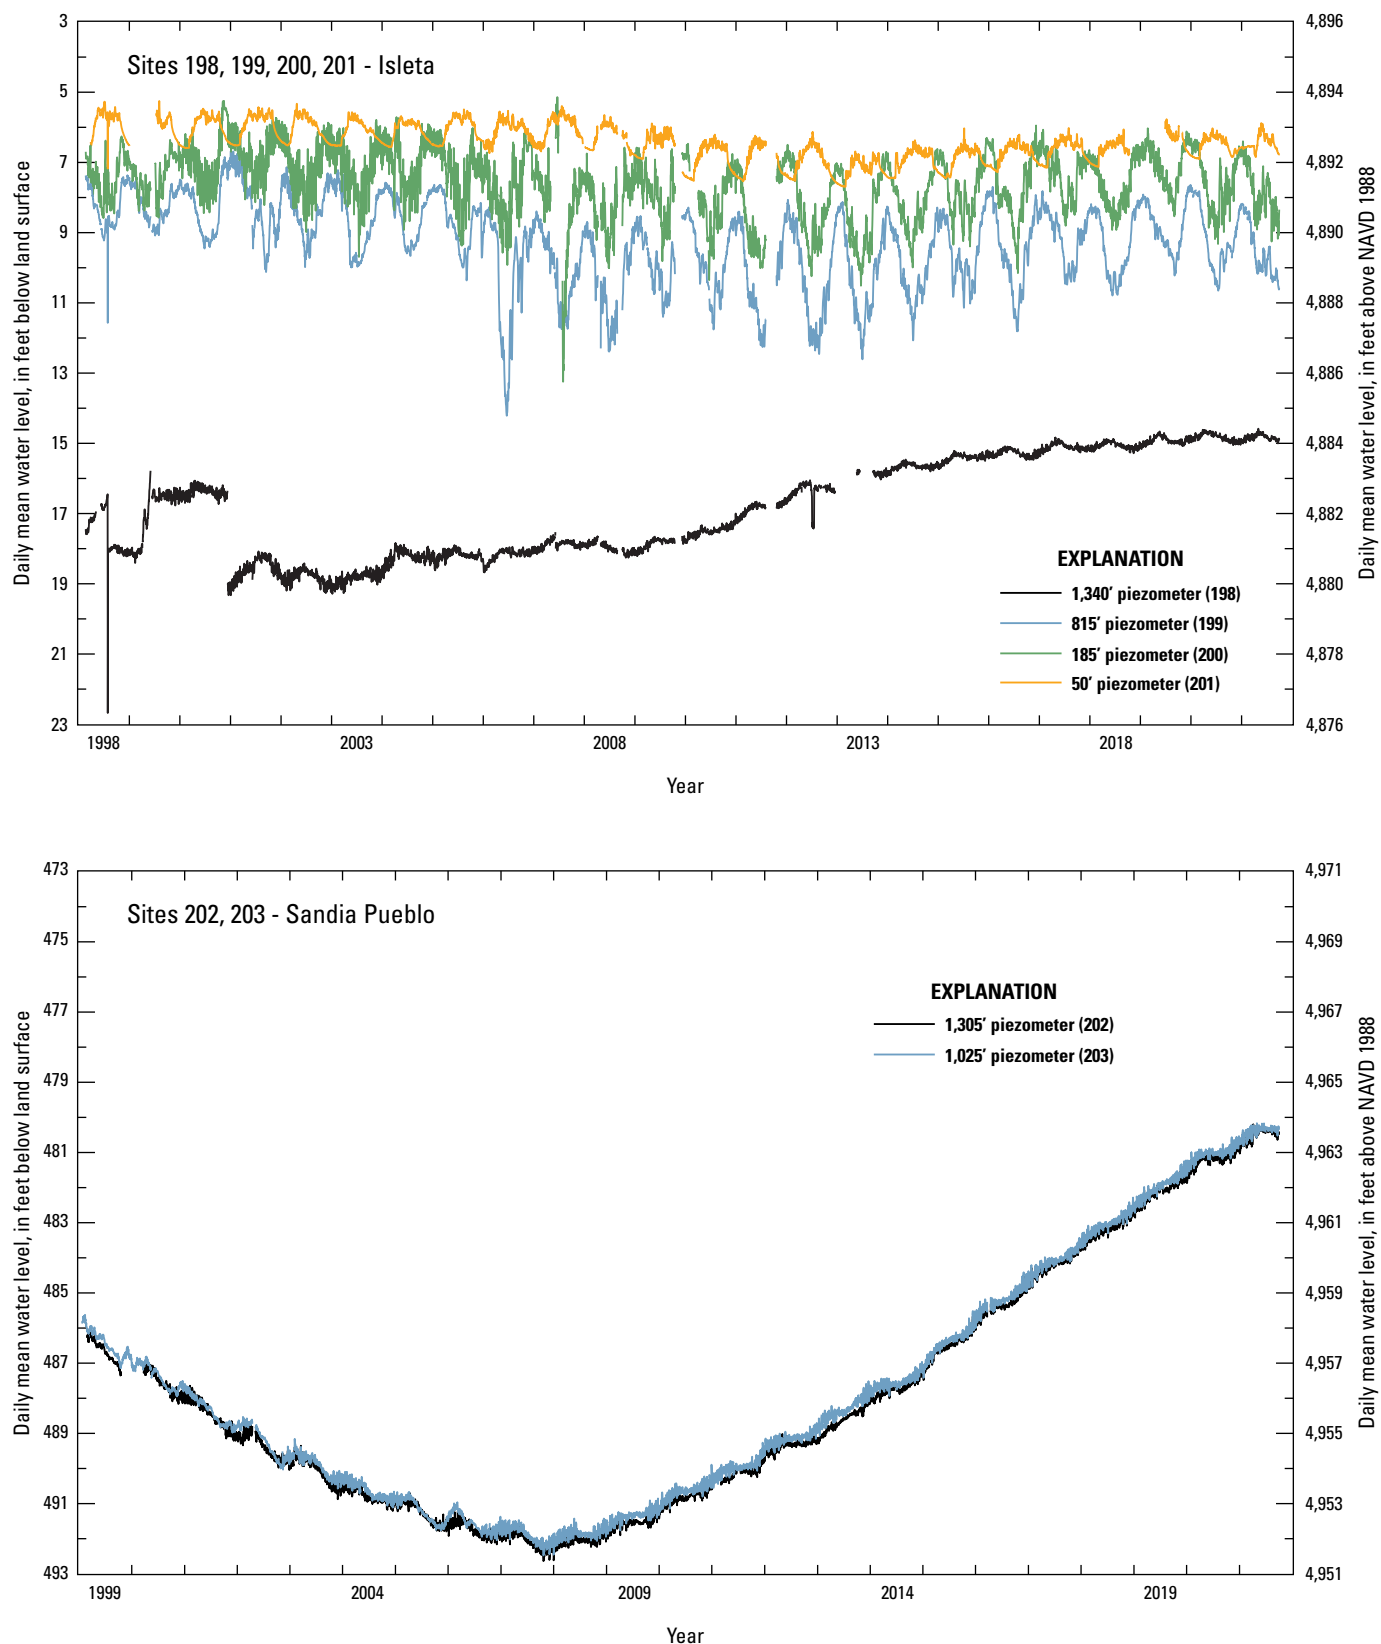 Sites 198, 199, 200, 201 - Isleta
Daily mean water level, in feet below land surface
3
5
7
9
11
13
15
17
19
21
23
4,896
4,894
4,892
4,890
4,888
4,886
4,884
4,882
4,880
4,878
4,876
Daily mean water level, in feet above NAVD 1988
EXPLANATION
1,340’ piezometer (198)
815’ piezometer (199)
185’ piezometer (200)
50’ piezometer (201)
1998 2003 2008 2013 2018
Year
Sites 202, 203 - Sandia Pueblo
Daily mean water level, in feet below land surface
473
475
477
479
481
483
485
487
489
491
493
4,971
4,969
4,967
4,965
4,963
4,961
4,959
4,957
4,955
4,953
4,951
Daily mean water level, in feet above NAVD 1988
EXPLANATION
1,305’ piezometer (202)
1,025’ piezometer (203)
1999 2004 2009 2014 2019
Year